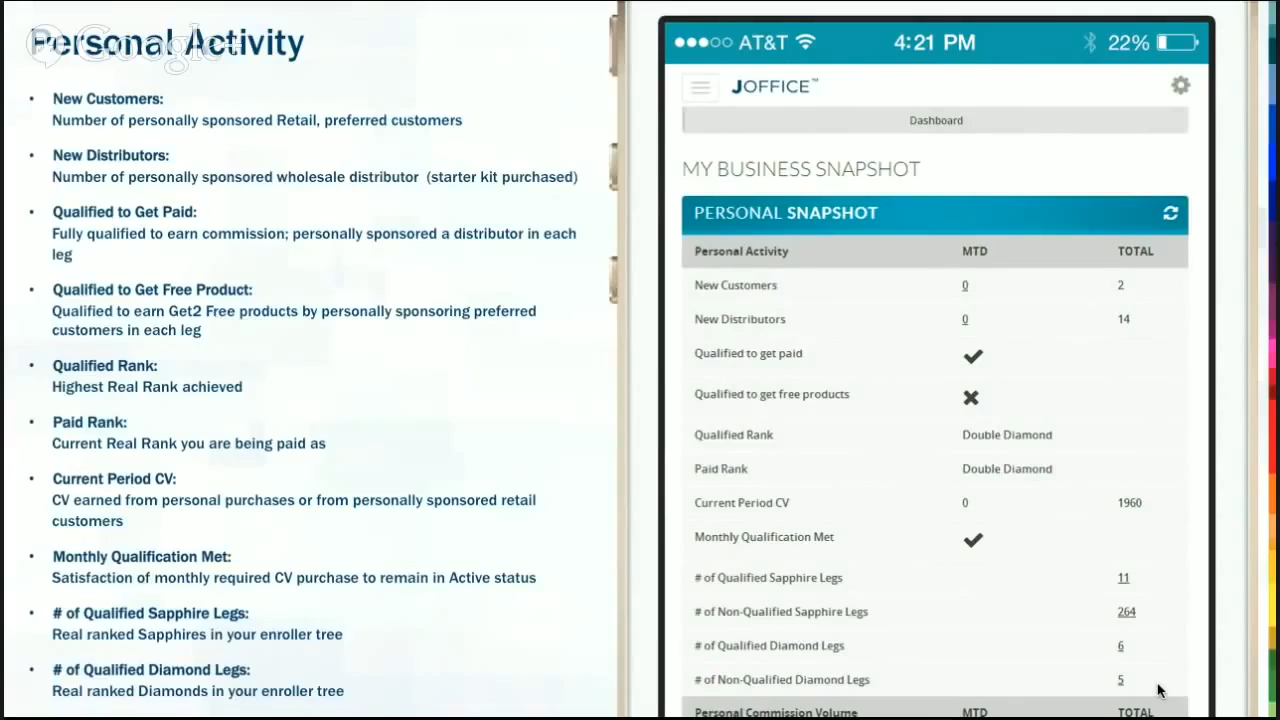 Personal Activity
Google+
• New Customers:
Number of personally sponsored Retail, preferred customers
• New Distributors:
Number of personally sponsored wholesale distributor (starter kit purchased)
• Qualified to Get Paid:
Fully qualified to earn commission; personally sponsored a distributor in each
leg
• Qualified to Get Free Product:
Qualified to earn Get2 Free products by personally sponsoring preferred
customers in each leg
• Qualified Rank:
Highest Real Rank achieved
• Paid Rank:
Current Real Rank you are being paid as
• Current Period CV:
CV earned from personal purchases or from personally sponsored retail
customers
• Monthly Qualification Met:
Satisfaction of monthly required CV purchase to remain in Active status
• # of Qualified Sapphire Legs:
Real ranked Sapphires in your enroller tree
• # of Qualified Diamond Legs:
Real ranked Diamonds in your enroller tree
AT&T 4:21 PM 22%
JOFFICE™
Dashboard
MY BUSINESS SNAPSHOT
PERSONAL SNAPSHOT
Personal Activity MTD TOTAL
New Customers 0 2
New Distributors 0 14
Qualified to get paid ✔
Qualified to get free products ✖
Qualified Rank Double Diamond
Paid Rank Double Diamond
Current Period CV 0 1960
Monthly Qualification Met ✔
# of Qualified Sapphire Legs 11
# of Non-Qualified Sapphire Legs 264
# of Qualified Diamond Legs 6
# of Non-Qualified Diamond Legs 5
Personal Commission Volume MTD TOTAL